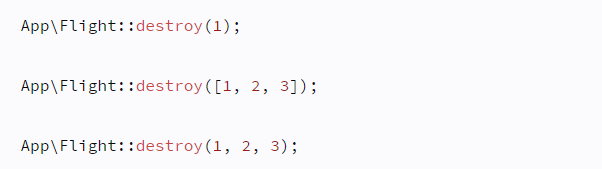 App\Flight::destroy(1);
App\Flight::destroy([1, 2, 3]);
App\Flight::destroy(1, 2, 3);